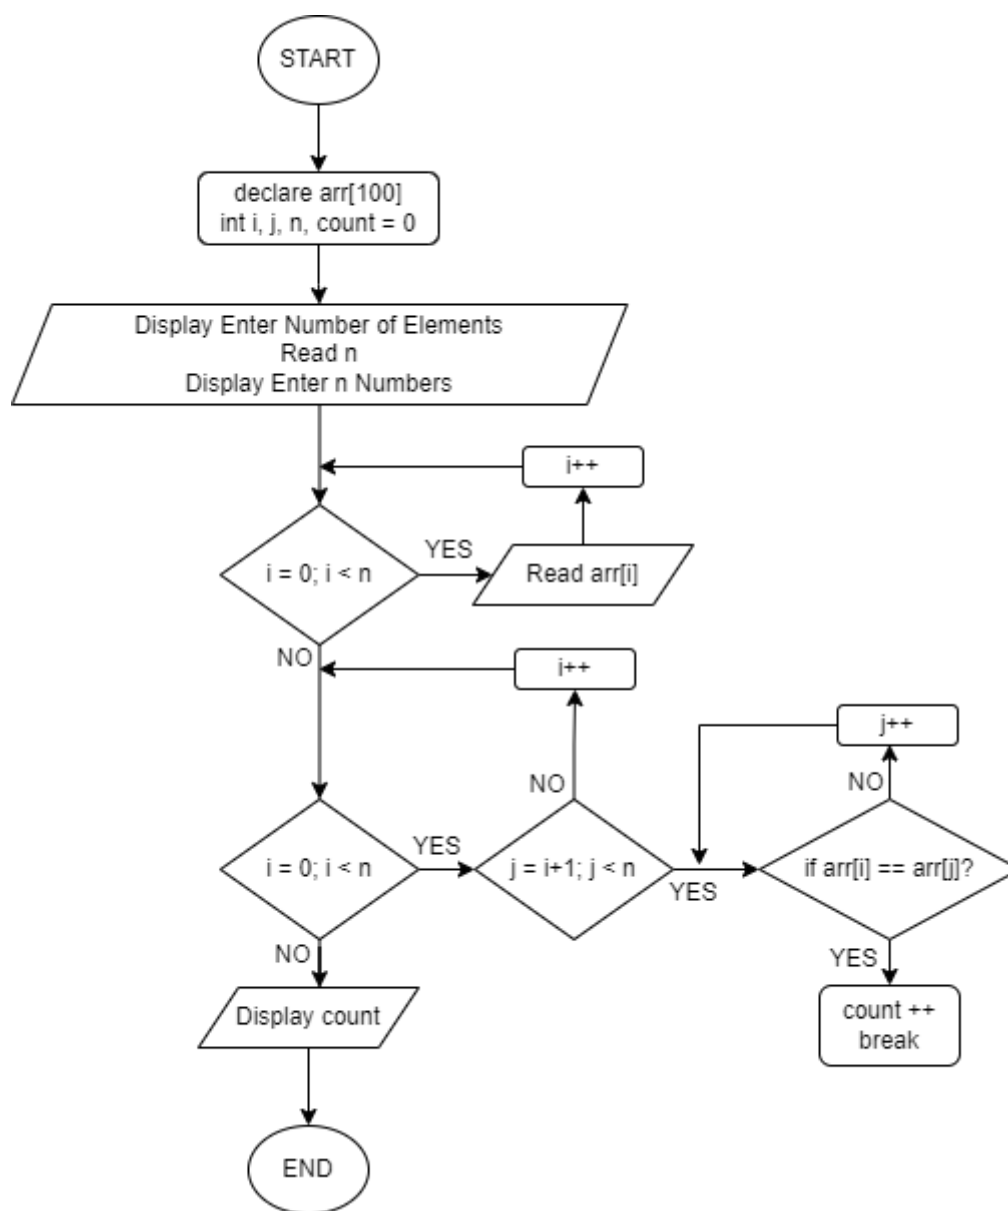 START
declare arr[100]
int i, j, n, count = 0
Display Enter Number of Elements
Read n
Display Enter n Numbers
i++
i = 0; i < n
YES
Read arr[i]
NO
i++
j++
NO
NO
i = 0; i < n
YES
j = i+1; j < n
YES
if arr[i] == arr[j]?
NO
YES
Display count
count ++
break
END